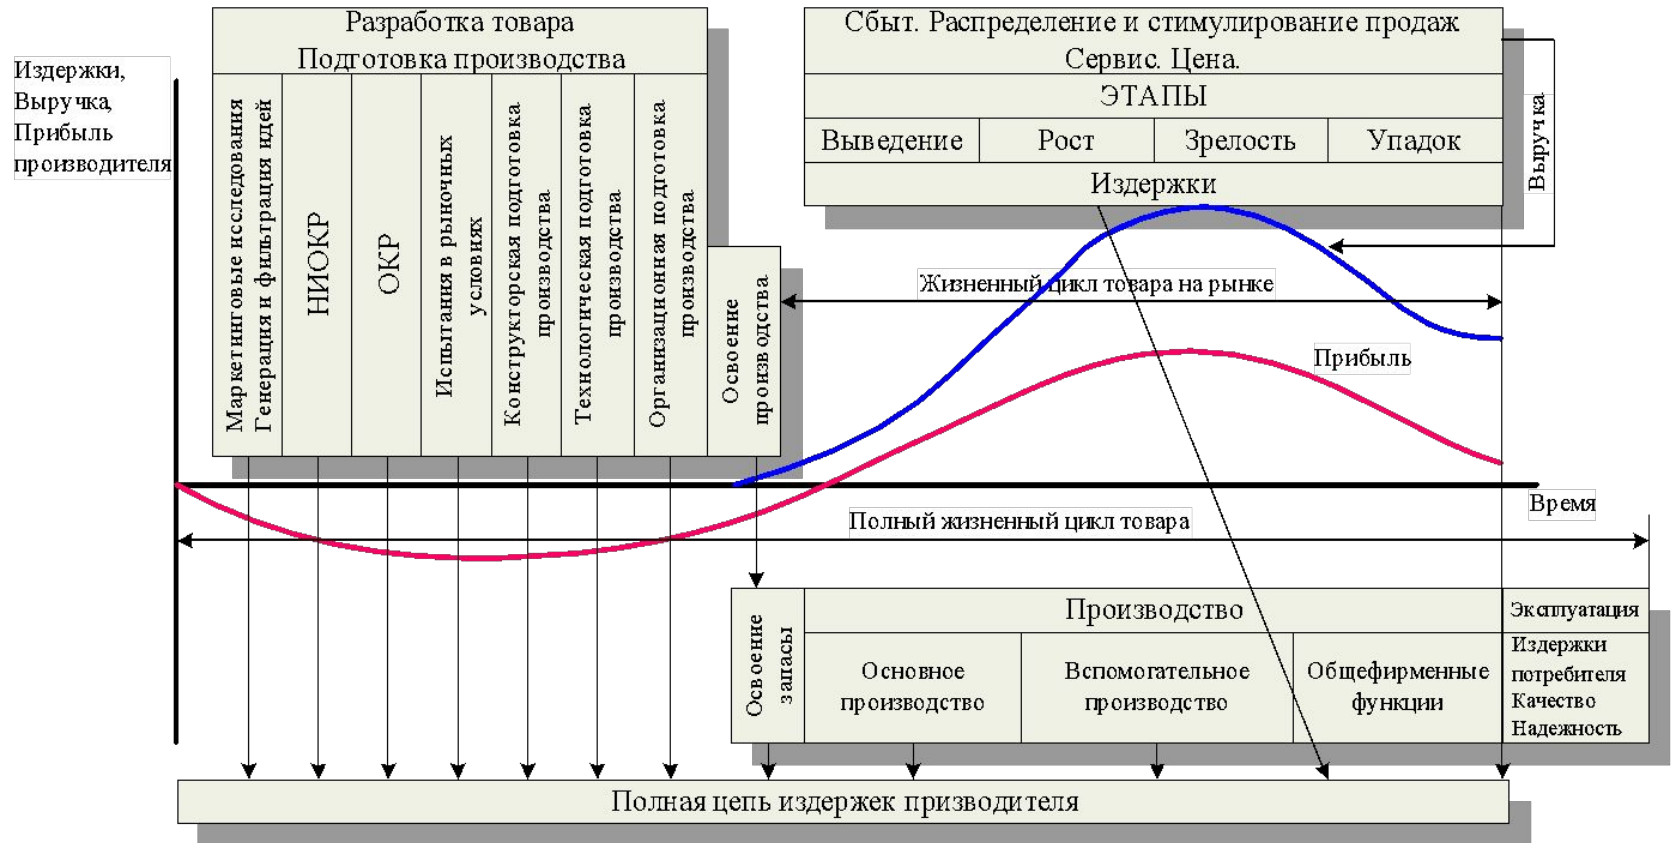 Издержки,
Выручка,
Прибыль
производителя
Разработка товара
Подготовка производства
Маркетинговые исследования
Генерация и фильтрация идей
НИОКР
ОКР
Испытания в рыночных
условиях
Конструкторская подготовка
производства
Технологическая подготовка
производства
Организационная подготовка
производства
Освоение
производства
Сбыт. Распределение и стимулирование продаж
Сервис. Цена.
ЭТАПЫ
Выведение
Рост
Зрелость
Упадок
Издержки
Выручка
Жизненный цикл товара на рынке
Прибыль
Время
Полный жизненный цикл товара
Освоение
запасы
Производство
Основное
производство
Вспомогательное
производство
Общефирменные
функции
Эксплуатация
Издержки
потребителя
Качество
Надежность
Полная цепь издержек призводителя